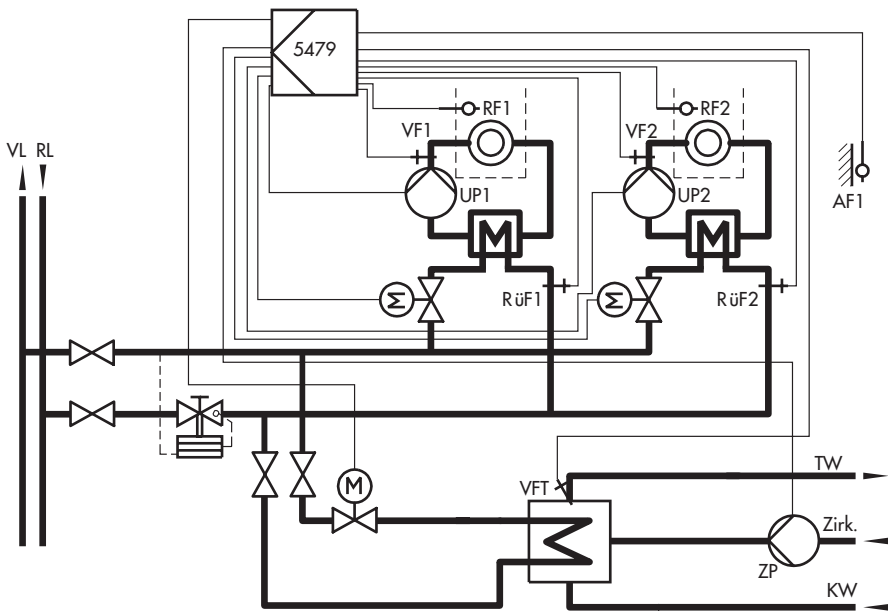 5479
RF1
RF2
VF1
VF2
VL
RL
UP1
UP2
AF1
M
M
RüF1
M
RüF2
M
M
VFT
TW
Zirk.
ZP
KW